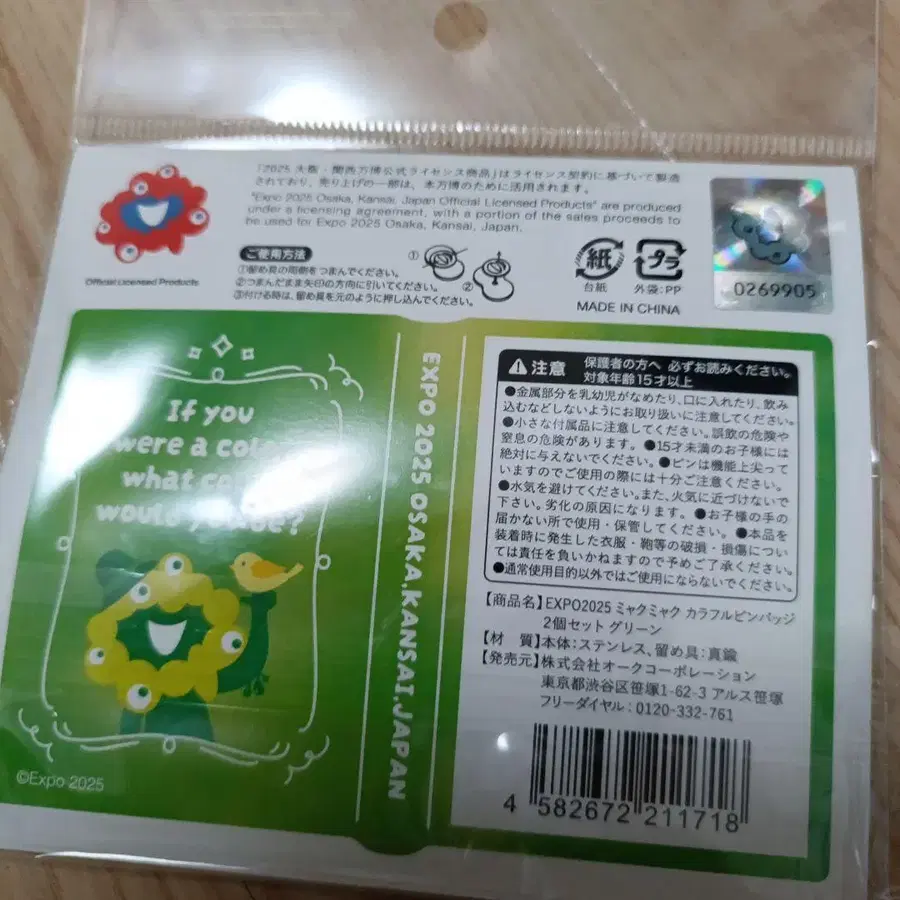 「2025 大阪・関西万博公式ライセンス商品」はライセンス契約に基づいて製造
されており、売り上げの一部は、本万博のために活用されます。
"Expo 2025 Osaka, Kansai, Japan Official Licensed Products" are produced
under a licensing agreement, with a portion of the sales proceeds to
be used for Expo 2025 Osaka, Kansai, Japan.
Official Licensed Products
ご使用方法
①留め具の両側をつまんでください。
②つまんだまま矢印の方向に引いてください。
③付ける時は、留め具を元のように押し込んでください。
①
②
紙
台紙
プラ
外袋:PP
MADE IN CHINA
0269905
If you
were a color
what
would you be?
©Expo 2025
EXPO 2025 OSAKA,KANSAI,JAPAN
注意
保護者の方へ 必ずお読みください。
対象年齢15才以上
●金属部分を乳幼児がなめたり、口に入れたり、飲み
込むなどしないようにお取り扱いに注意してください。
●小さな付属品に注意してください。誤飲の危険や
窒息の危険があります。●15才未満のお子様には
絶対に与えないでください。●ピンは機能上尖って
いますのでご使用の際には十分ご注意ください。
●水気を避けてください。また、火気に近づけないで
下さい。劣化の原因になります。●お子様の手の
届かない所で使用・保管してください。●本品を
装着時に発生した衣服・鞄等の破損・損傷につい
ては責任を負いかねますので予めご了承ください。
●通常使用目的以外ではご使用にならないでください。
【商品名】EXPO2025 ミャクミャク カラフルピンバッジ
2個セット グリーン
【材 質】本体:ステンレス、留め具:真鍮
【発売元】株式会社オークコーポレーション
東京都渋谷区笹塚1-62-3 アルス笹塚
フリーダイヤル:0120-332-761
4 582672 211718